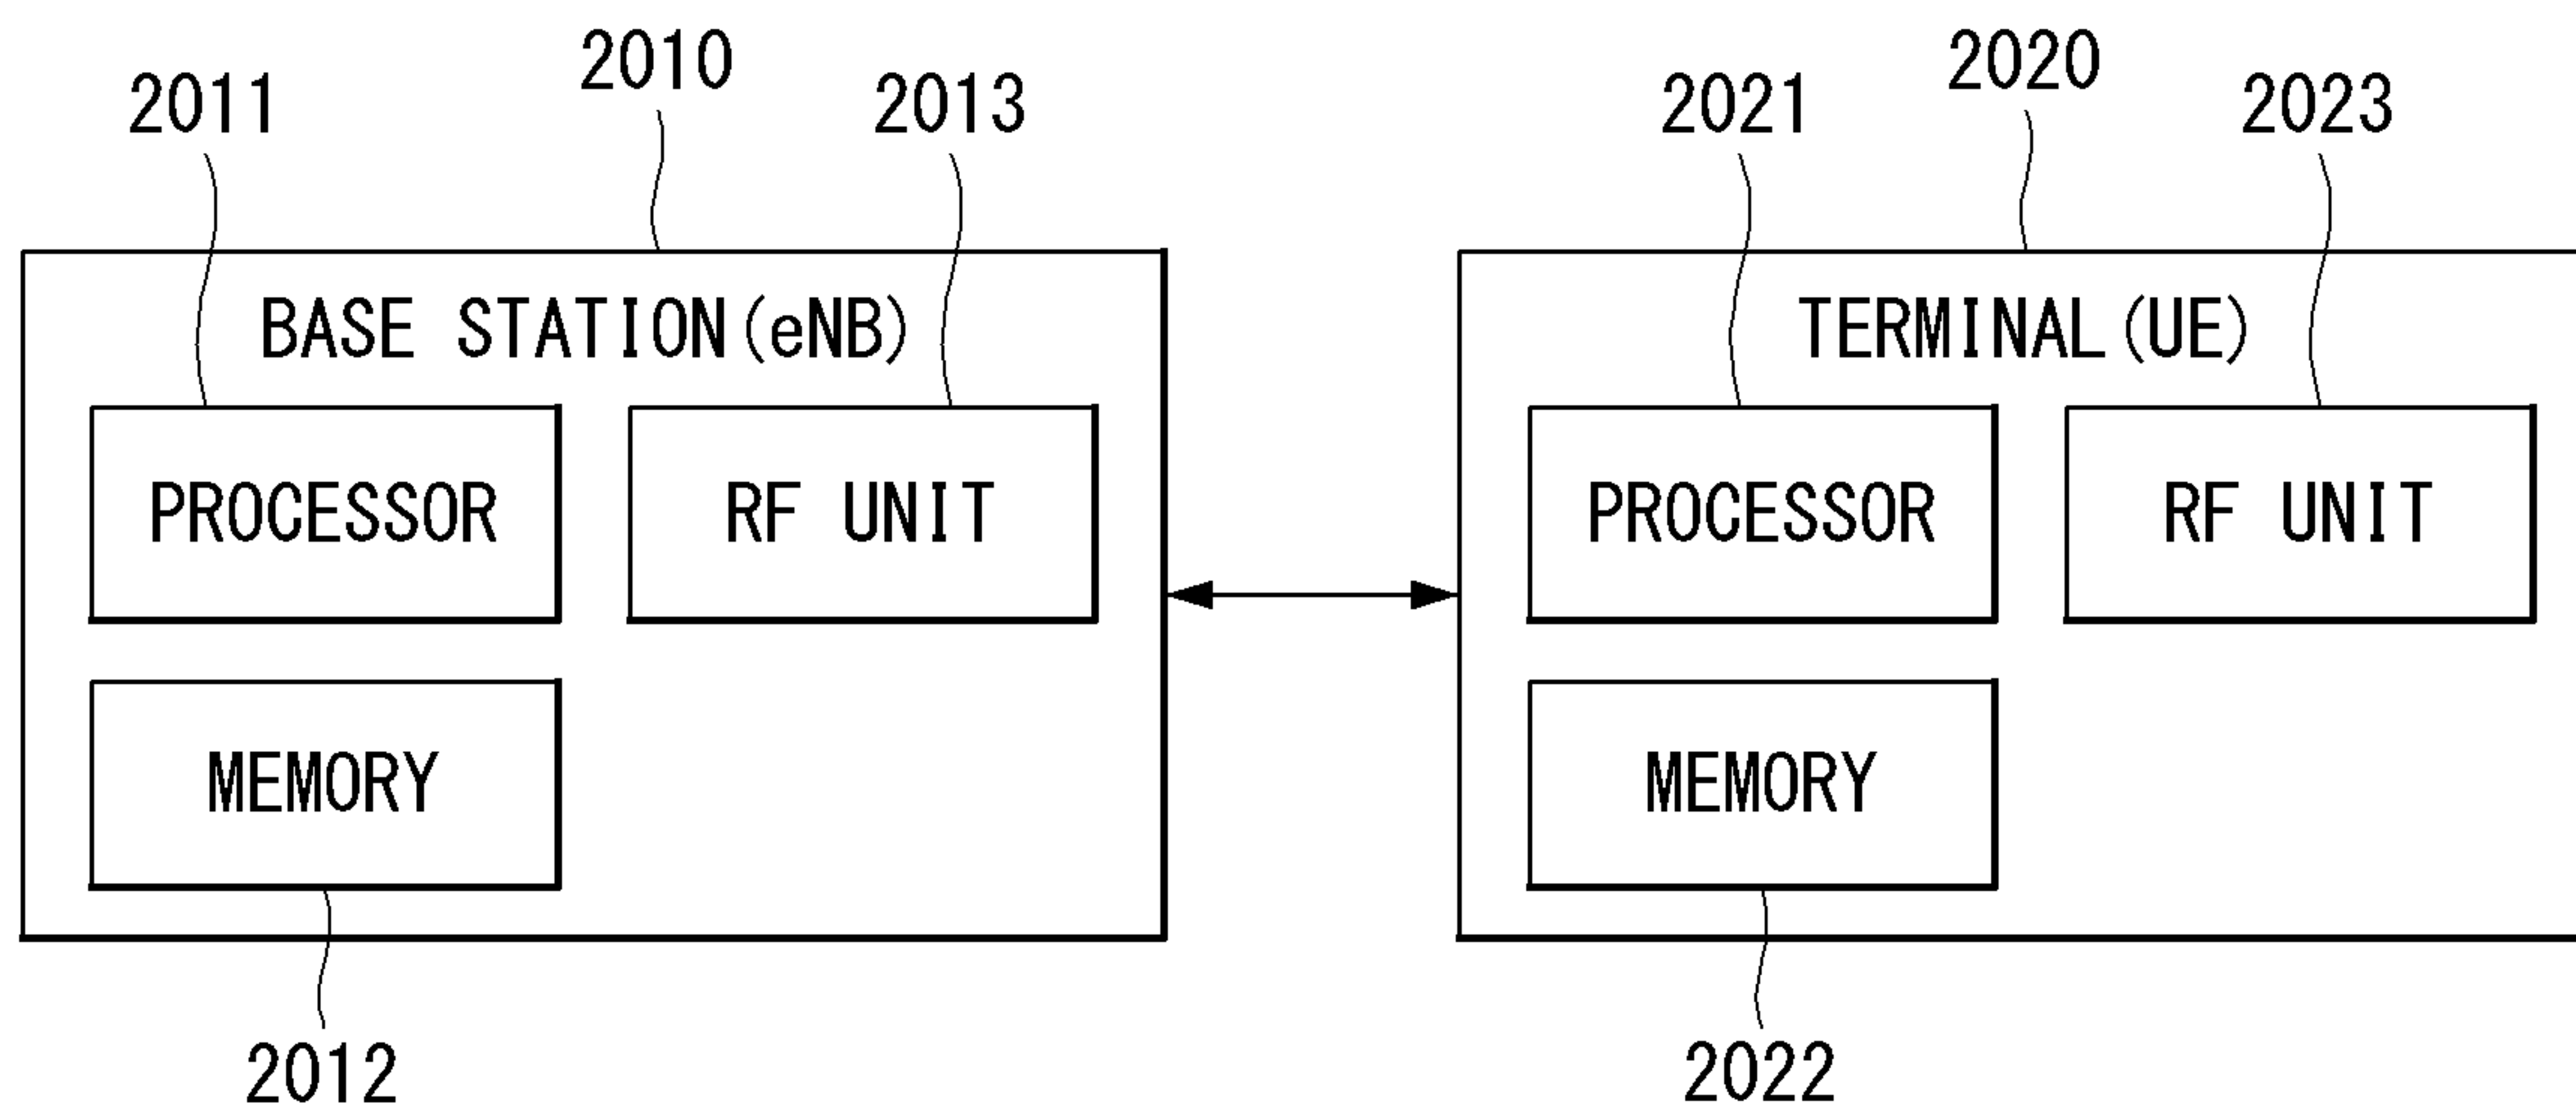 2010
2020
2011
2013
2021
2023
BASE STATION(eNB)
TERMINAL(UE)
PROCESSOR
RF UNIT
PROCESSOR
RF UNIT
MEMORY
MEMORY
2012
2022